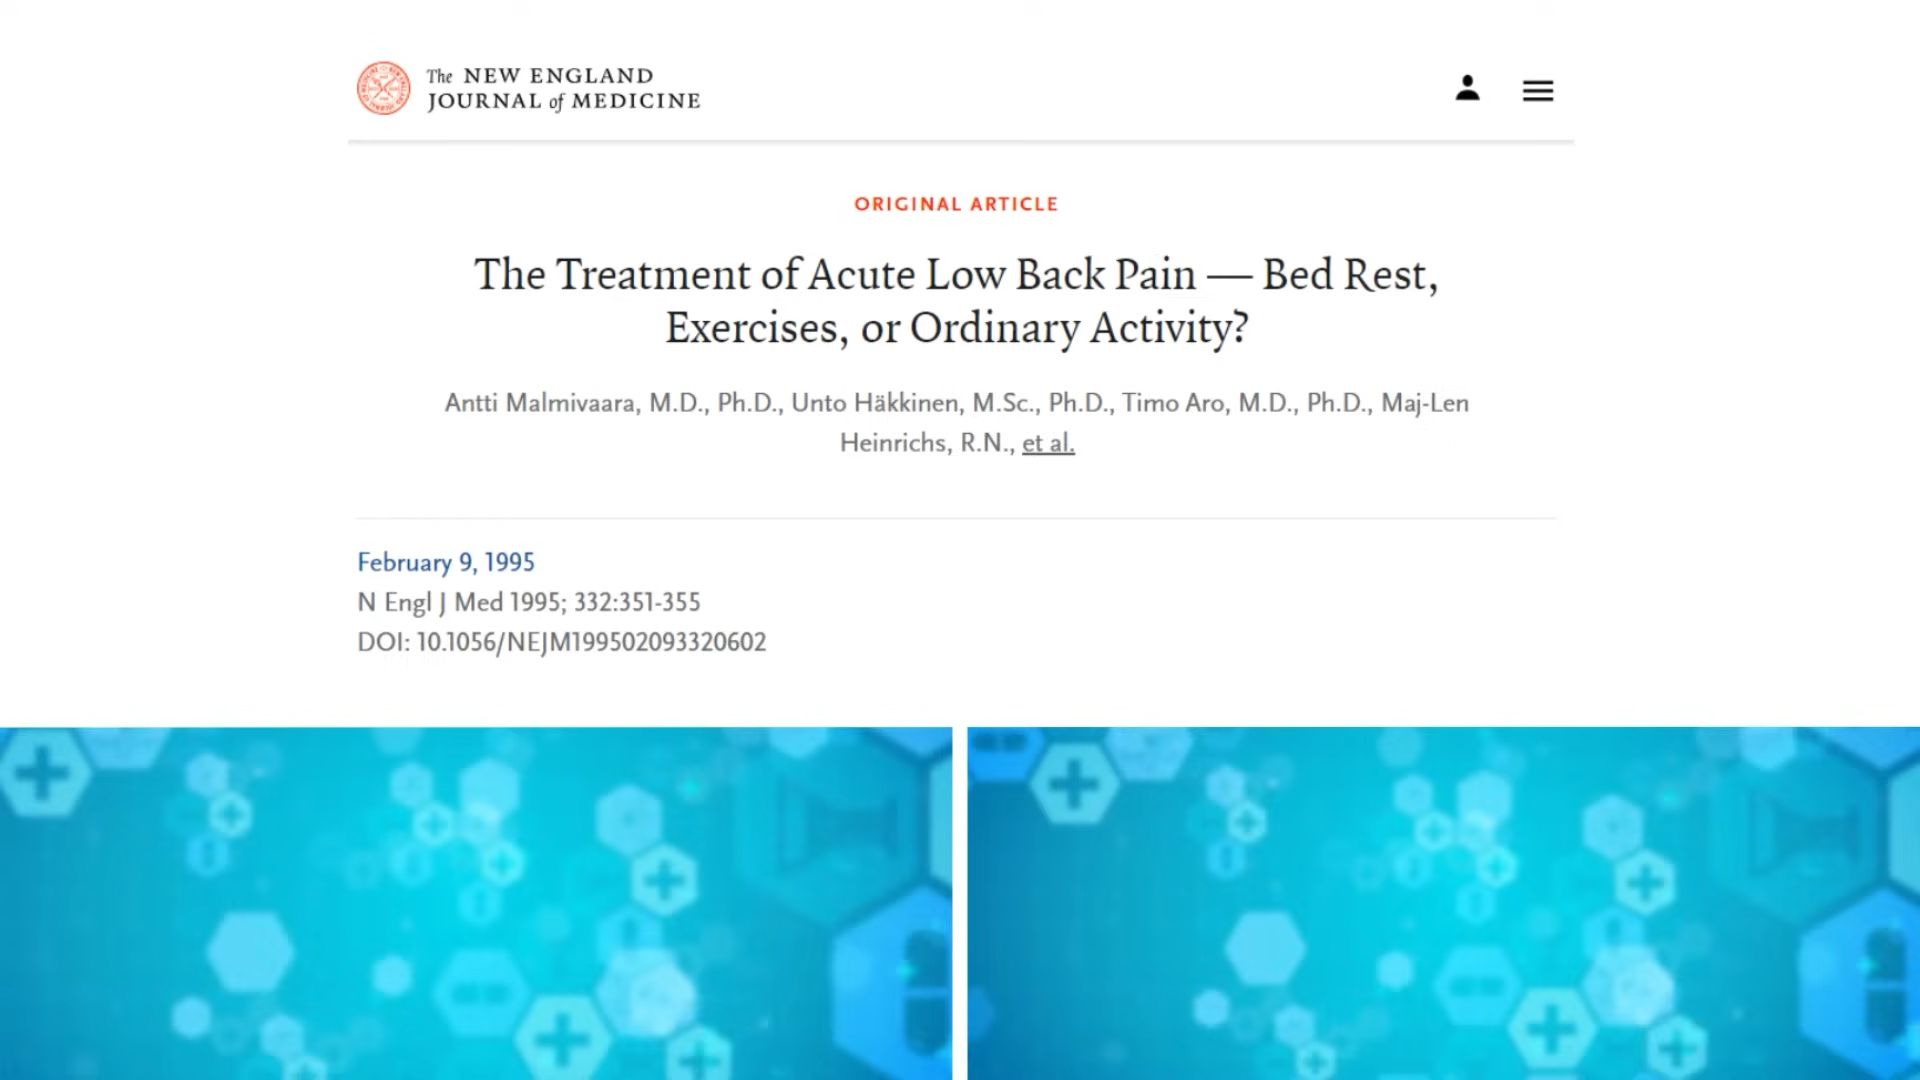 The NEW ENGLAND
JOURNAL of MEDICINE
ORIGINAL ARTICLE
The Treatment of Acute Low Back Pain — Bed Rest,
Exercises, or Ordinary Activity?
Antti Malmivaara, M.D., Ph.D., Unto Häkkinen, M.Sc., Ph.D., Timo Aro, M.D., Ph.D., Maj-Len
Heinrichs, R.N., et al.
February 9, 1995
N Engl J Med 1995; 332:351-355
DOI: 10.1056/NEJM199502093320602